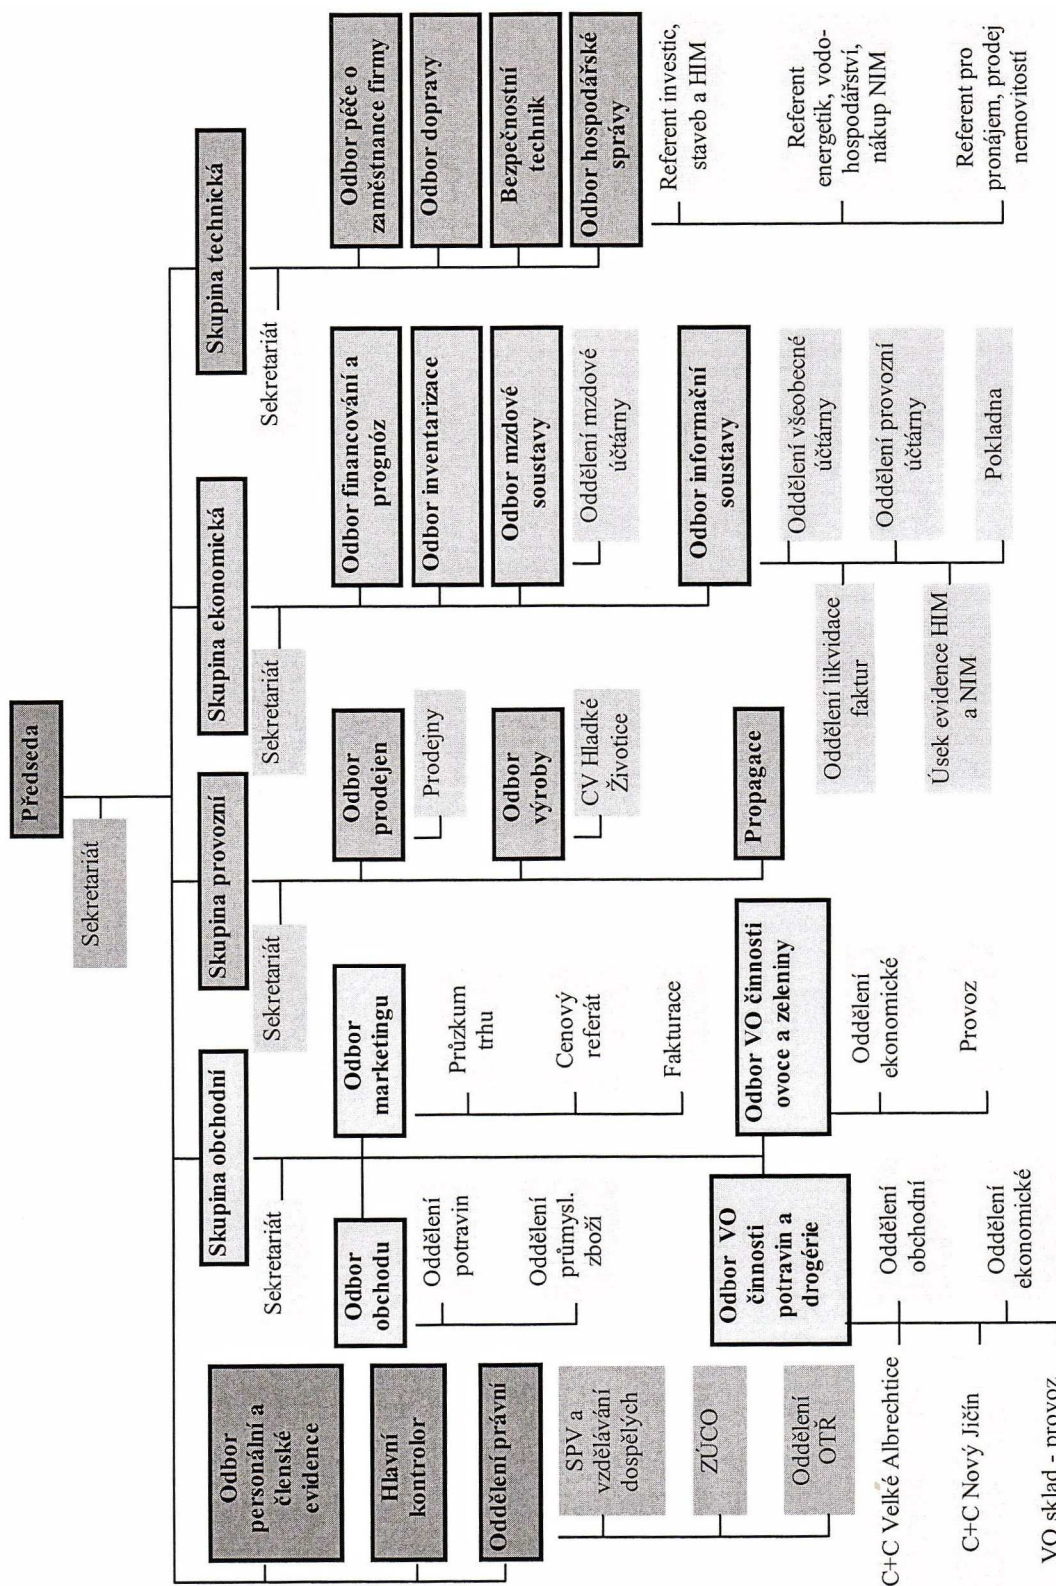 Předseda
Sekretariát
Skupina obchodní
Skupina provozní
Skupina ekonomická
Skupina technická
Odbor
personální a
členské
evidence
Hlavní
kontrolor
Oddělení právní
SPV a
vzdělávání
dospělých
ZÚCO
Oddělení
OTŘ
Sekretariát
Odbor
obchodu
Oddělení
potravin
Oddělení
průmysl.
zboží
Odbor
marketingu
Průzkum
trhu
Cenový
referát
Fakturace
Odbor VO
činnosti
potravin a
drogérie
Oddělení
obchodní
Oddělení
ekonomické
C+C Velké Albrechtice
C+C Nový Jičín
VO sklad - provoz
Odbor VO činnosti
ovoce a zeleniny
Oddělení
ekonomické
Provoz
Sekretariát
Odbor
prodejen
Prodejny
Odbor
výroby
CV Hladké
Životice
Propagace
Sekretariát
Odbor financování a
prognóz
Odbor inventarizace
Odbor mzdové
soustavy
Oddělení mzdové
účtárny
Odbor informační
soustavy
Oddělení všeobecné
účtárny
Oddělení likvidace
faktur
Oddělení provozní
účtárny
Úsek evidence HIM
a NIM
Pokladna
Sekretariát
Odbor péče o
zaměstnance firmy
Odbor dopravy
Bezpečnostní
technik
Odbor hospodářské
správy
Referent investic,
staveb a HIM
Referent
energetik, vodo-
hospodářství,
nákup NIM
Referent pro
pronájem, prodej
nemovitostí